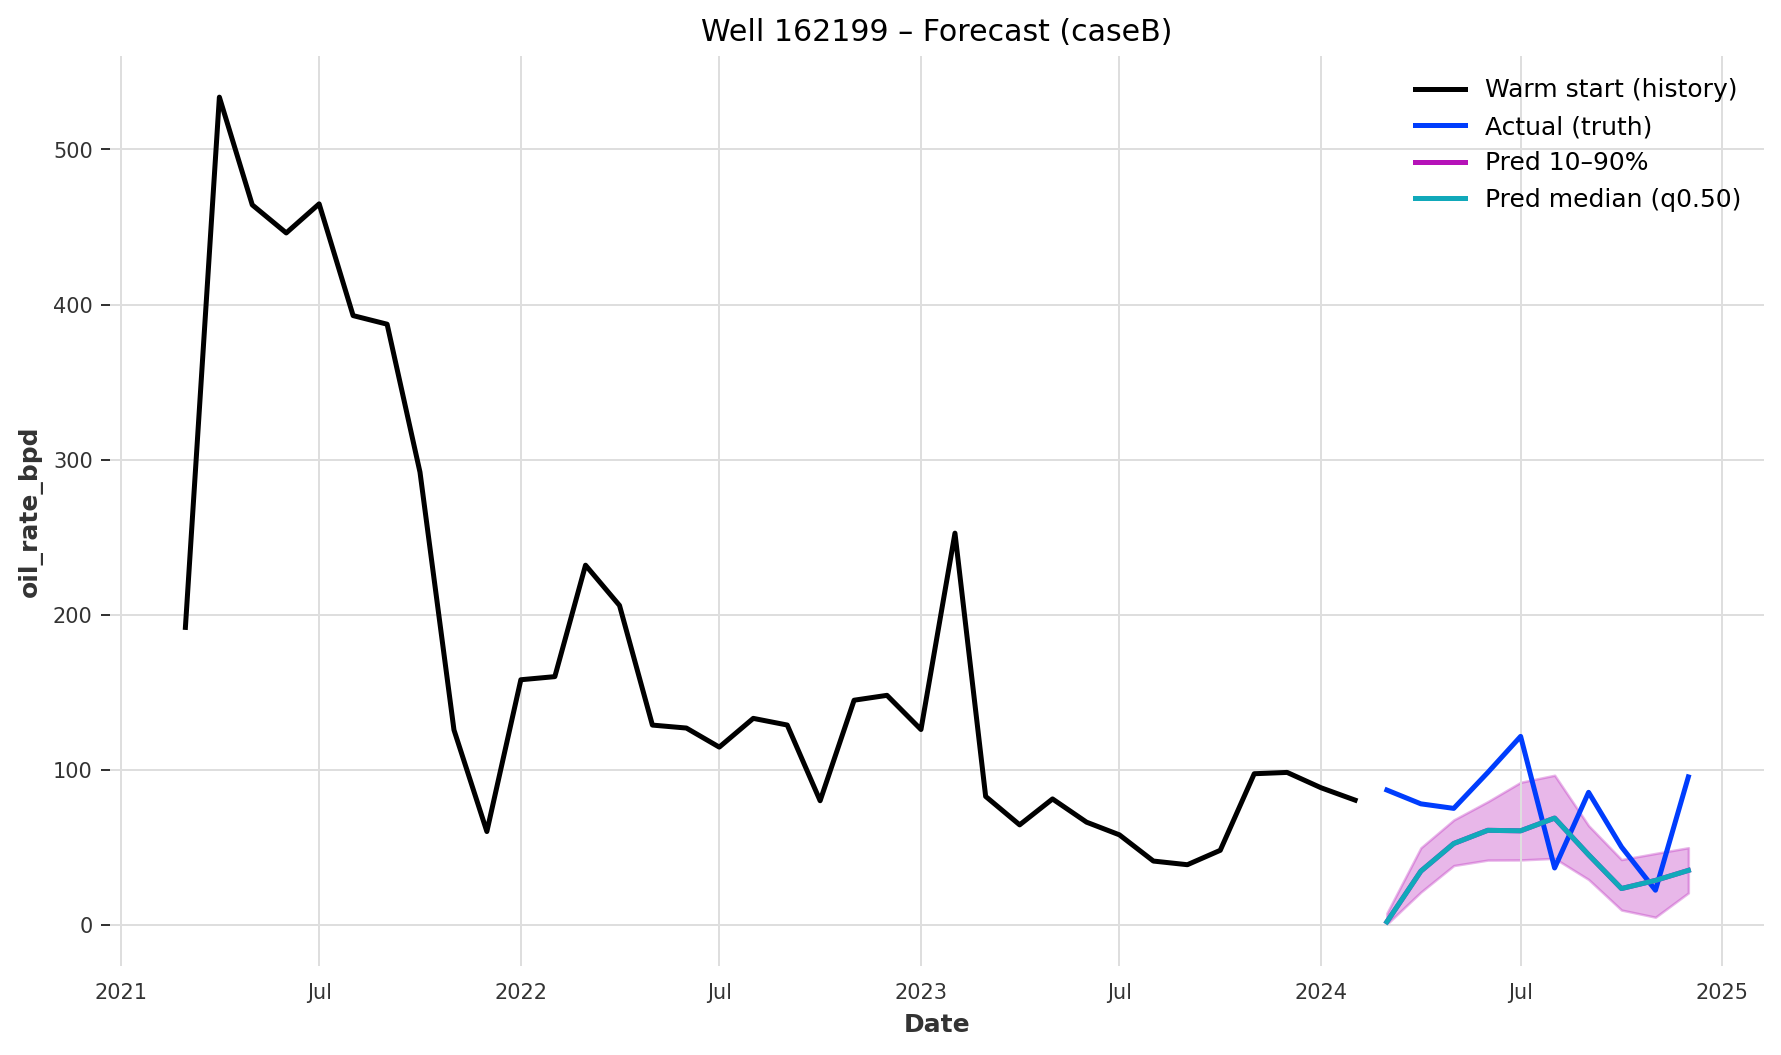 Well 162199 – Forecast (caseB)
Warm start (history)
Actual (truth)
Pred 10–90%
Pred median (q0.50)
oil_rate_bpd
500
400
300
200
100
0
2021
Jul
2022
Jul
2023
Jul
2024
Jul
2025
Date